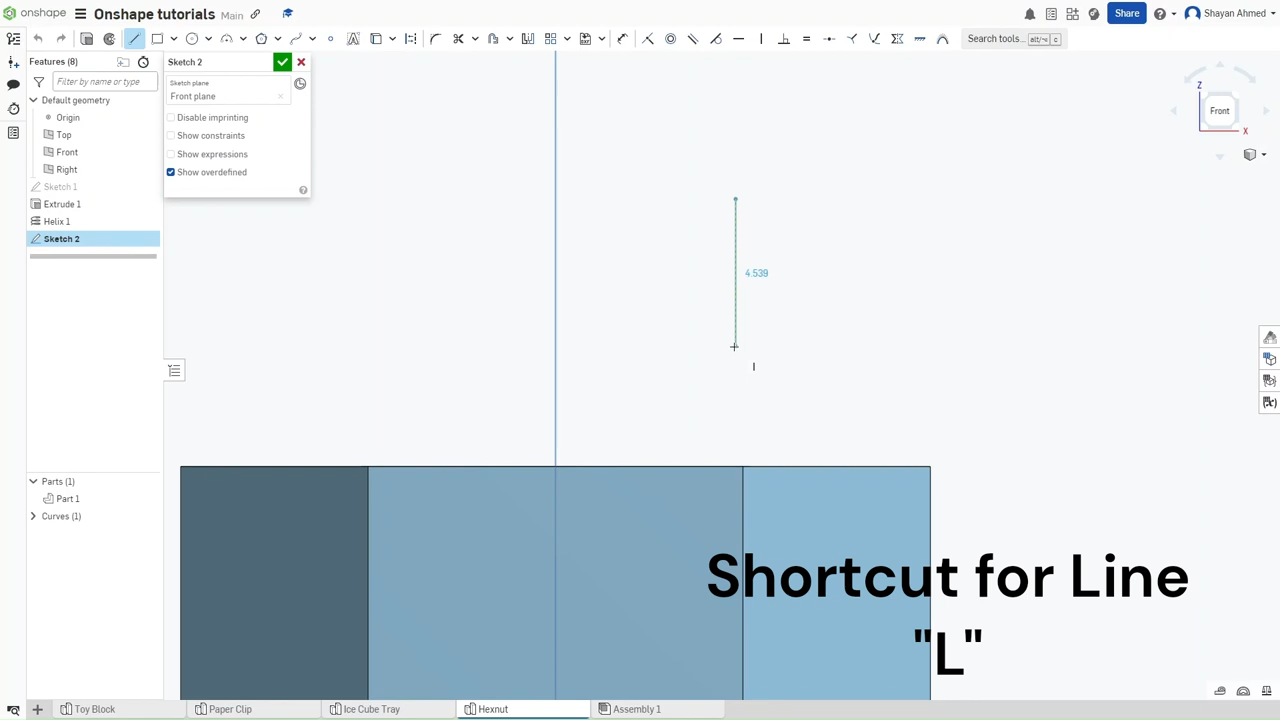 onshape
Onshape tutorials
Main
Share
Shayan Ahmed
Search tools...
alt/⌥
c
Features (8)
Filter by name or type
Default geometry
Origin
Top
Front
Right
Sketch 1
Extrude 1
Helix 1
Sketch 2
Sketch 2
Sketch plane
Front plane
Disable imprinting
Show constraints
Show expressions
Show overdefined
4.539
Z
Front
X
Parts (1)
Part 1
Curves (1)
Shortcut for Line
"L"
Toy Block
Paper Clip
Ice Cube Tray
Hexnut
Assembly 1